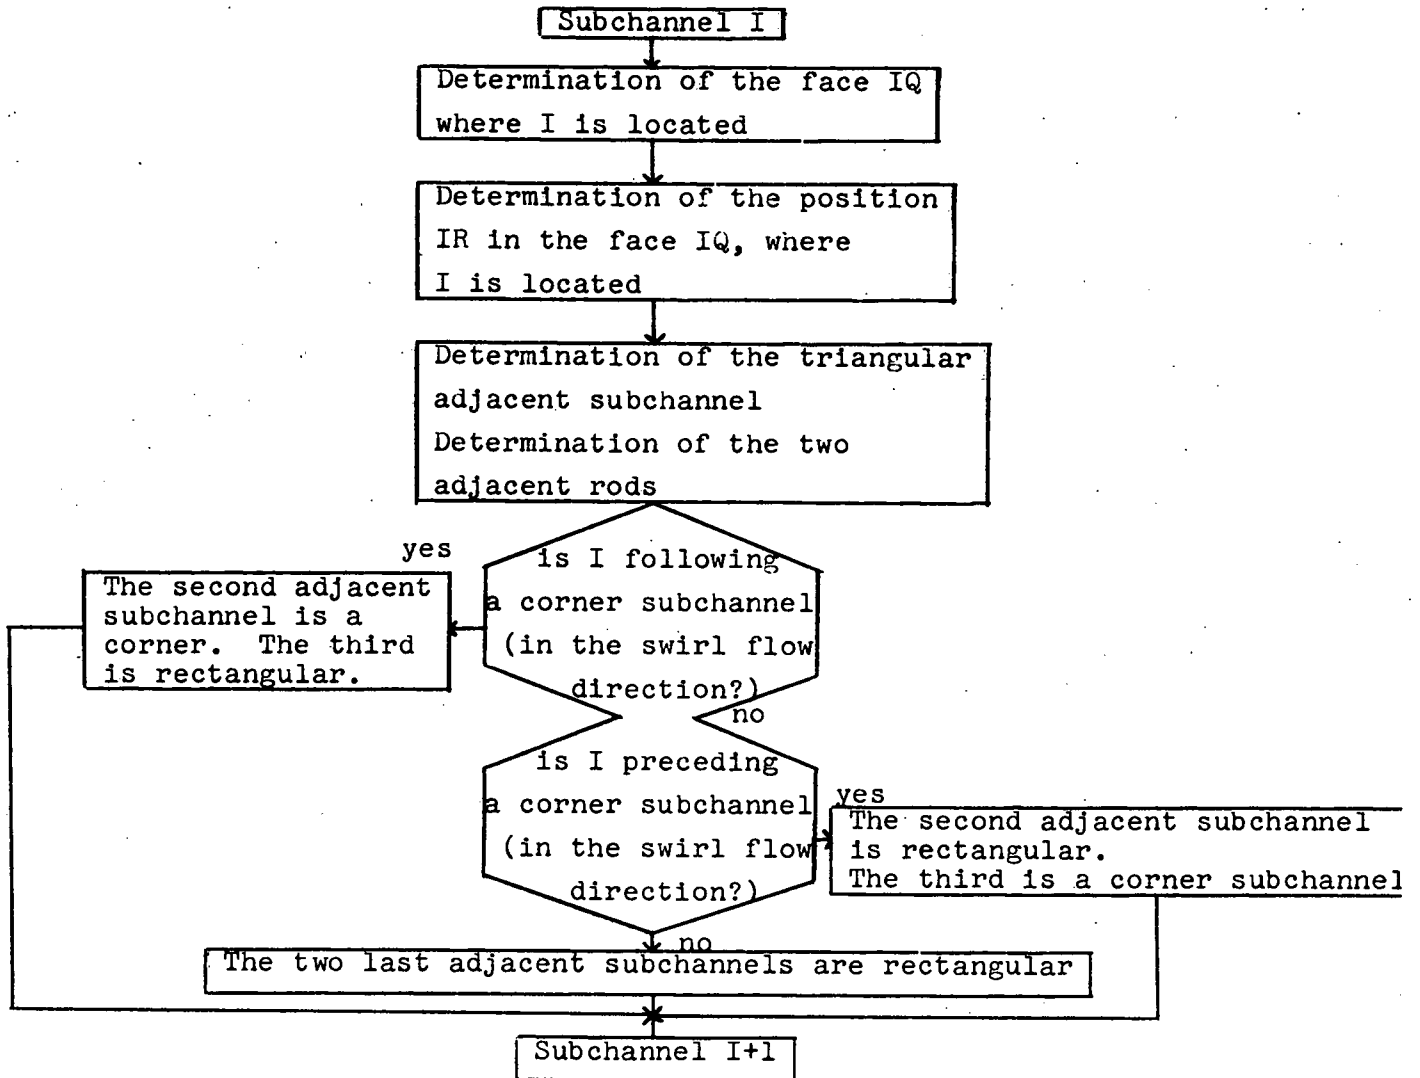 Subchannel I
Determination of the face IQ
where I is located
Determination of the position
IR in the face IQ, where
I is located
Determination of the triangular
adjacent subchannel
Determination of the two
adjacent rods
is I following
a corner subchannel
(in the swirl flow
direction?)
yes
The second adjacent
subchannel is a
corner. The third
is rectangular.
no
is I preceding
a corner subchannel
(in the swirl flow
direction?)
yes
The second adjacent subchannel
is rectangular.
The third is a corner subchannel
no
The two last adjacent subchannels are rectangular
Subchannel I+1